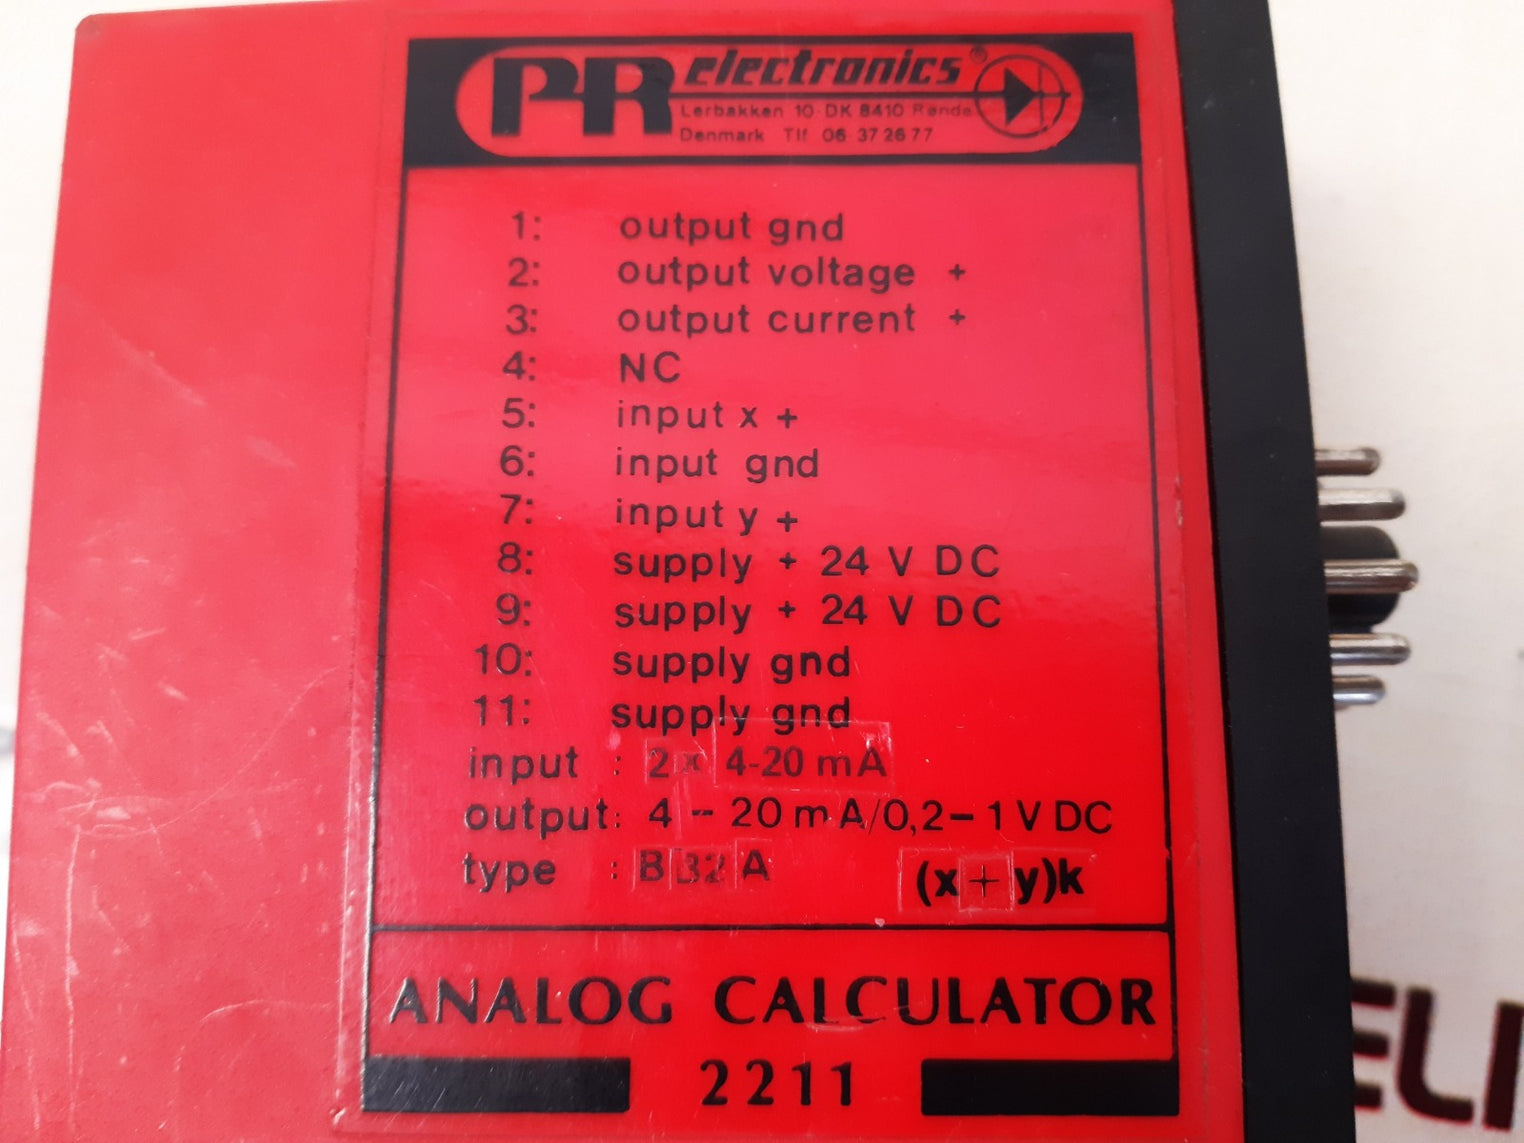 PR electronics®
Lerbakken 10 · DK 8410 Rønde
Denmark Tlf 06 · 37 26 77
1: output gnd
2: output voltage +
3: output current +
4: NC
5: input x +
6: input gnd
7: input y +
8: supply + 24 V DC
9: supply + 24 V DC
10: supply gnd
11: supply gnd
input : 2 x 4-20 mA
output: 4 - 20 mA/0,2 - 1 V DC
type : B 32 A (x + y)k
ANALOG CALCULATOR
2211